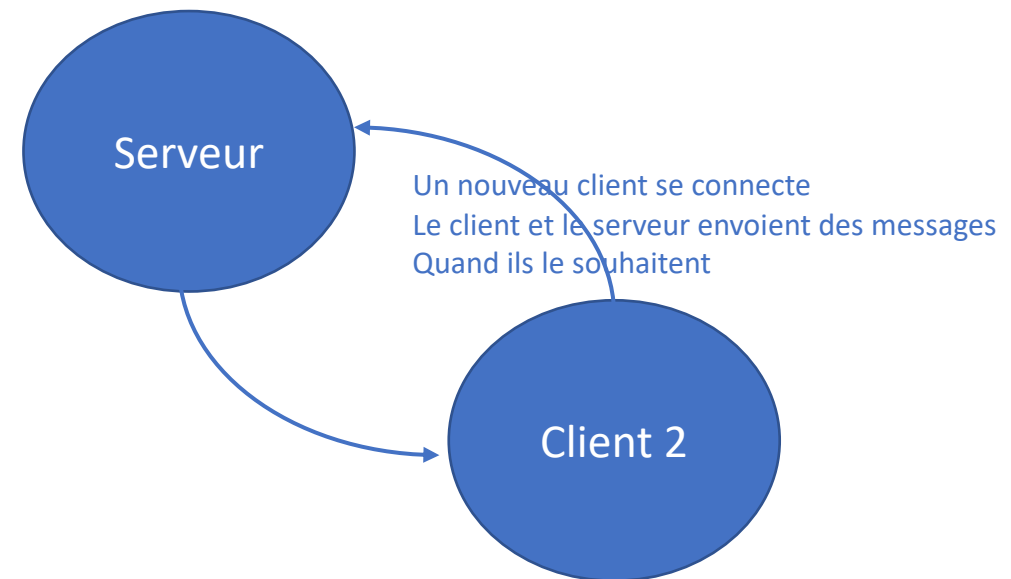 Serveur
Un nouveau client se connecte
Le client et le serveur envoient des messages
Quand ils le souhaitent
Client 2